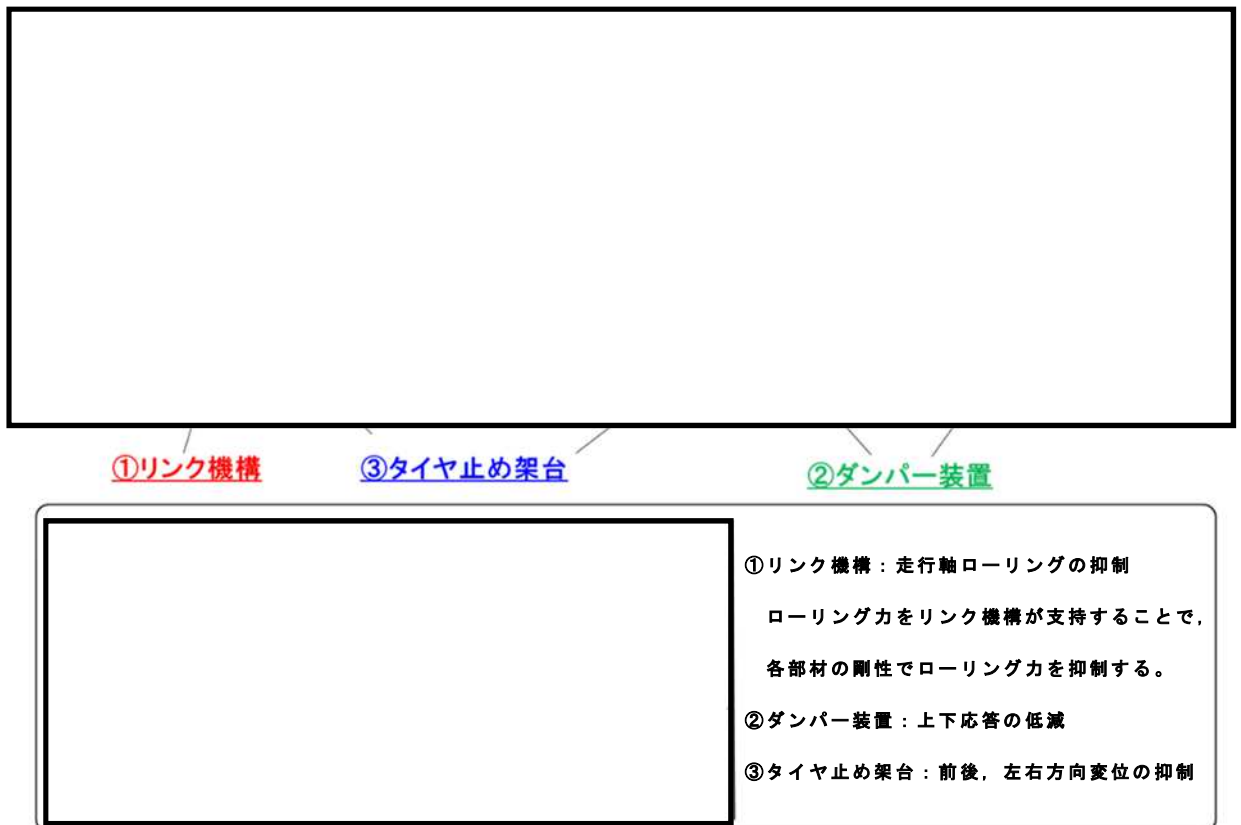 ①リンク機構
③タイヤ止め架台
②ダンパー装置
①リンク機構：走行軸ローリングの抑制
ローリング力をリンク機構が支持することで，
各部材の剛性でローリング力を抑制する。
②ダンパー装置：上下応答の低減
③タイヤ止め架台：前後，左右方向変位の抑制